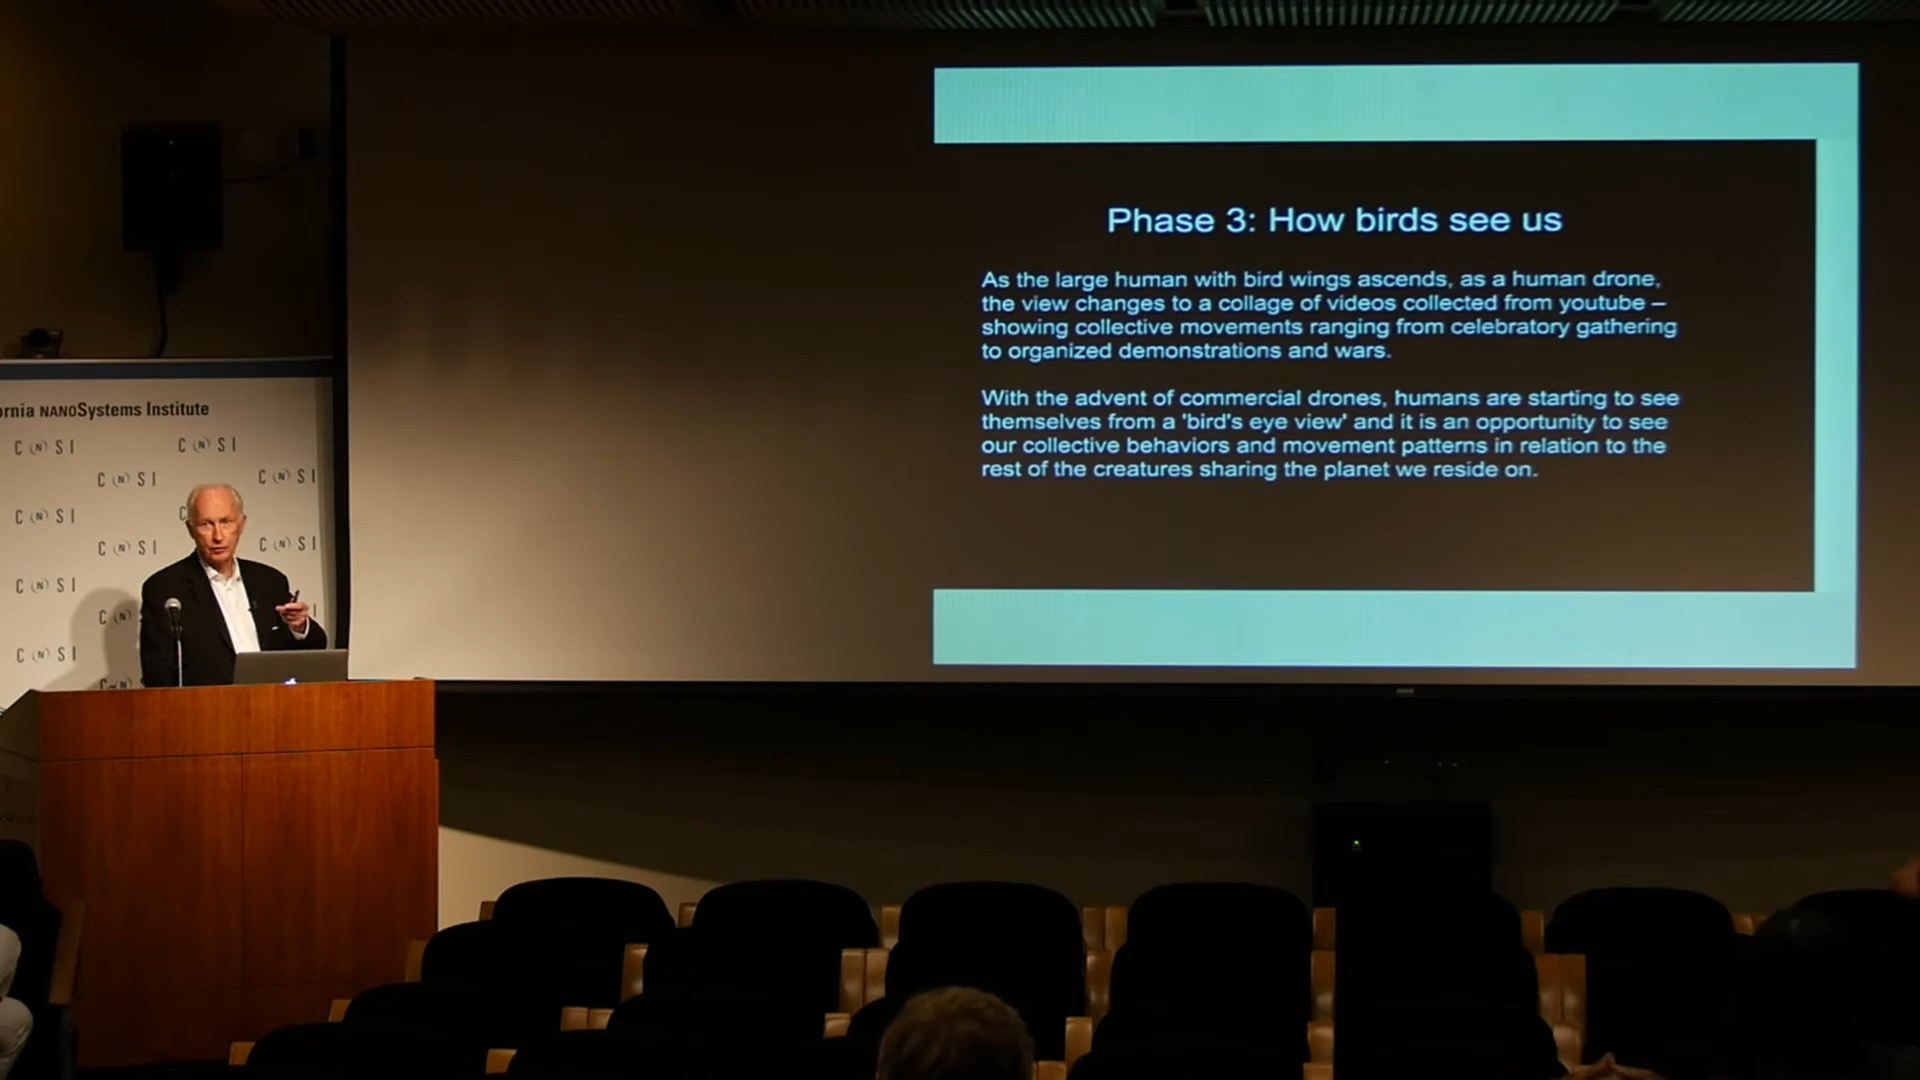 ornia NANOSystems Institute
C N S I
C N S I
C N S I
C N S I
C N S I
C
C N S I
C N S I
C N S I
C N
C N S I
C N
Phase 3: How birds see us
As the large human with bird wings ascends, as a human drone,
the view changes to a collage of videos collected from youtube –
showing collective movements ranging from celebratory gathering
to organized demonstrations and wars.
With the advent of commercial drones, humans are starting to see
themselves from a 'bird's eye view' and it is an opportunity to see
our collective behaviors and movement patterns in relation to the
rest of the creatures sharing the planet we reside on.